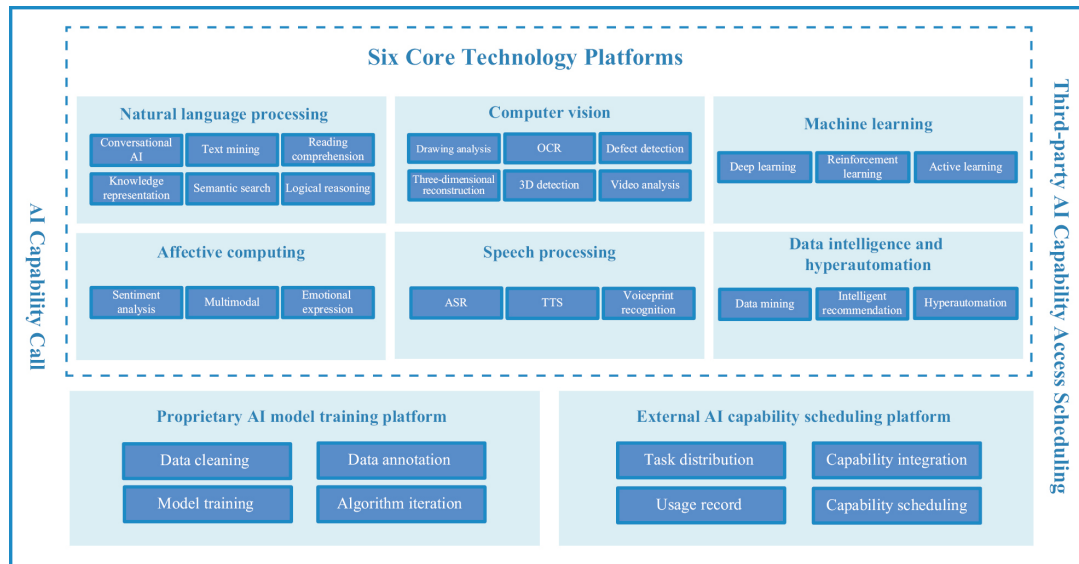 Six Core Technology Platforms
Natural language processing
Conversational
AI
Text mining
Reading
comprehension
Knowledge
representation
Semantic search
Logical reasoning
Computer vision
Drawing analysis
OCR
Defect detection
Three-dimensional
reconstruction
3D detection
Video analysis
Machine learning
Deep learning
Reinforcement
learning
Active learning
Affective computing
Sentiment
analysis
Multimodal
Emotional
expression
Speech processing
ASR
TTS
Voiceprint
recognition
Data intelligence and
hyperautomation
Data mining
Intelligent
recommendation
Hyperautomation
AI Capability Call
Third-party AI Capability Access Scheduling
Proprietary AI model training platform
Data cleaning
Data annotation
Model training
Algorithm iteration
External AI capability scheduling platform
Task distribution
Capability integration
Usage record
Capability scheduling